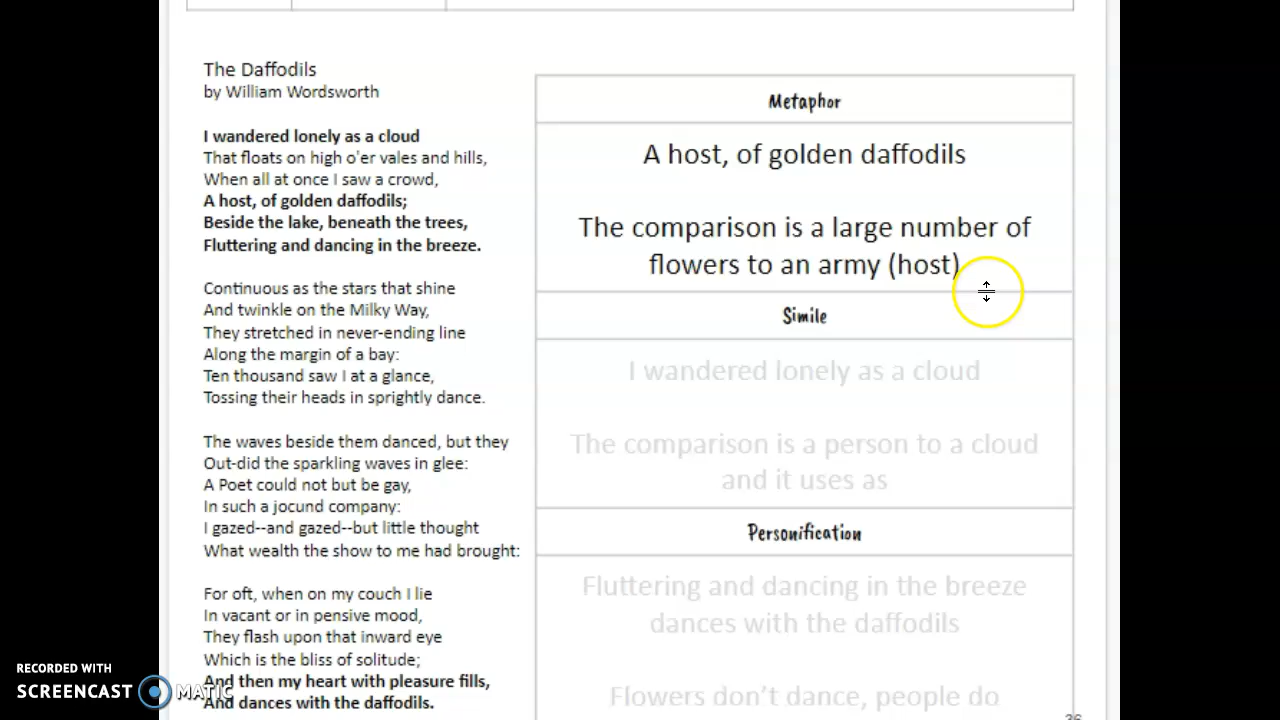 The Daffodils
by William Wordsworth
I wandered lonely as a cloud
That floats on high o'er vales and hills,
When all at once I saw a crowd,
A host, of golden daffodils;
Beside the lake, beneath the trees,
Fluttering and dancing in the breeze.
Continuous as the stars that shine
And twinkle on the Milky Way,
They stretched in never-ending line
Along the margin of a bay:
Ten thousand saw I at a glance,
Tossing their heads in sprightly dance.
The waves beside them danced, but they
Out-did the sparkling waves in glee:
A Poet could not but be gay,
In such a jocund company:
I gazed--and gazed--but little thought
What wealth the show to me had brought:
For oft, when on my couch I lie
In vacant or in pensive mood,
They flash upon that inward eye
Which is the bliss of solitude;
And then my heart with pleasure fills,
And dances with the daffodils.
Metaphor
A host, of golden daffodils
The comparison is a large number of
flowers to an army (host)
Simile
I wandered lonely as a cloud
The comparison is a person to a cloud
and it uses as
Personification
Fluttering and dancing in the breeze
dances with the daffodils
Flowers don't dance, people do
36
RECORDED WITH
SCREENCAST MATIC